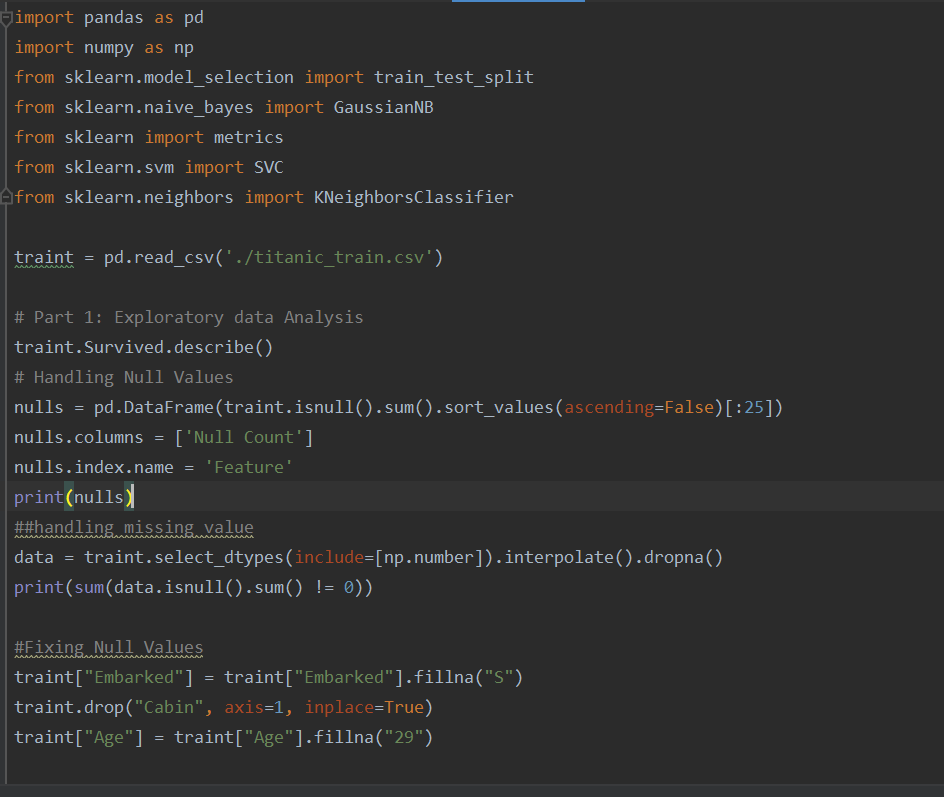 import pandas as pd
import numpy as np
from sklearn.model_selection import train_test_split
from sklearn.naive_bayes import GaussianNB
from sklearn import metrics
from sklearn.svm import SVC
from sklearn.neighbors import KNeighborsClassifier
traint = pd.read_csv('./titanic_train.csv')
# Part 1: Exploratory data Analysis
traint.Survived.describe()
# Handling Null Values
nulls = pd.DataFrame(traint.isnull().sum().sort_values(ascending=False)[:25])
nulls.columns = ['Null Count']
nulls.index.name = 'Feature'
print(nulls)
##handling missing value
data = traint.select_dtypes(include=[np.number]).interpolate().dropna()
print(sum(data.isnull().sum() != 0))
#Fixing Null Values
traint["Embarked"] = traint["Embarked"].fillna("S")
traint.drop("Cabin", axis=1, inplace=True)
traint["Age"] = traint["Age"].fillna("29")